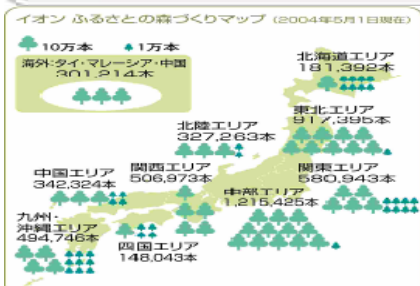 イオン ふるさとの森づくりマップ (2004年5月1日現在)
10万本 1万本
海外:タイ・マレーシア・中国
301,214本
北海道エリア
181,392本
東北エリア
917,395本
北陸エリア
327,263本
関西エリア
506,973本
関東エリア
580,943本
中国エリア
342,324本
中部エリア
1,215,425本
九州・
沖縄エリア
494,746本
四国エリア
148,043本